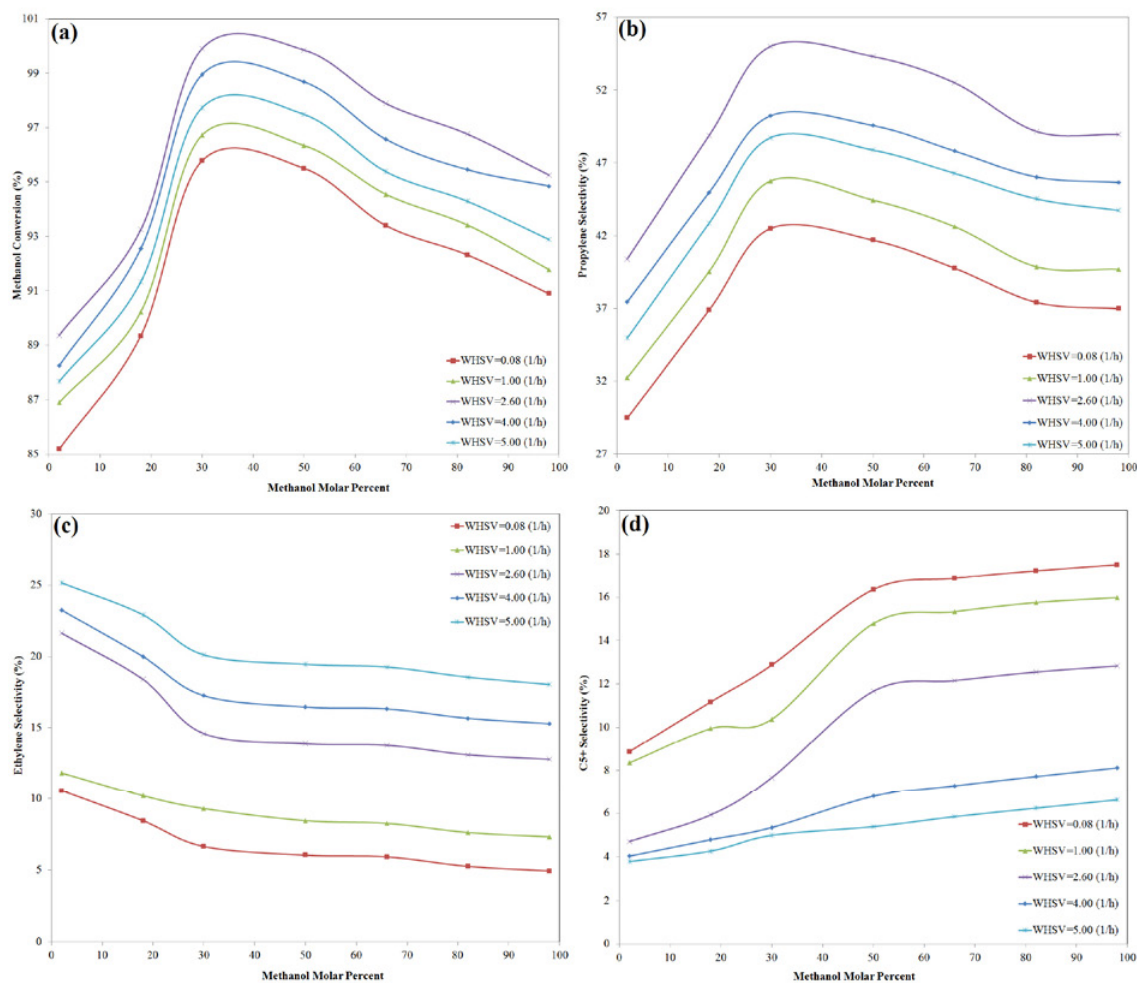 (a)
101
99
97
95
93
91
89
87
85
Methanol Conversion (%)
WHSV=0.08 (1/h)
WHSV=1.00 (1/h)
WHSV=2.60 (1/h)
WHSV=4.00 (1/h)
WHSV=5.00 (1/h)
0 10 20 30 40 50 60 70 80 90 100
Methanol Molar Percent
(b)
57
52
47
42
37
32
27
Propylene Selectivity (%)
WHSV=0.08 (1/h)
WHSV=1.00 (1/h)
WHSV=2.60 (1/h)
WHSV=4.00 (1/h)
WHSV=5.00 (1/h)
0 10 20 30 40 50 60 70 80 90 100
Methanol Molar Percent
(c)
30
25
20
15
10
5
0
Ethylene Selectivity (%)
WHSV=0.08 (1/h)
WHSV=1.00 (1/h)
WHSV=2.60 (1/h)
WHSV=4.00 (1/h)
WHSV=5.00 (1/h)
0 10 20 30 40 50 60 70 80 90 100
Methanol Molar Percent
(d)
20
18
16
14
12
10
8
6
4
2
0
C5+ Selectivity (%)
WHSV=0.08 (1/h)
WHSV=1.00 (1/h)
WHSV=2.60 (1/h)
WHSV=4.00 (1/h)
WHSV=5.00 (1/h)
0 10 20 30 40 50 60 70 80 90 100
Methanol Molar Percent